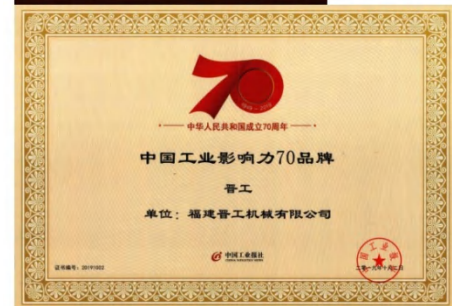 70
中华人民共和国成立70周年
中国工业影响力70品牌
晋工
单位：福建晋工机械有限公司
中国工业报社